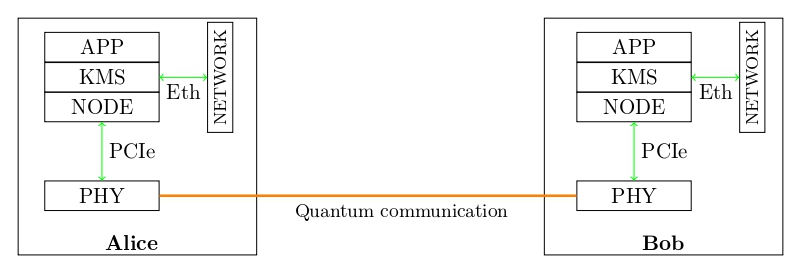 APP
KMS
NODE
Eth
NETWORK
PCIe
PHY
Alice
Quantum communication
APP
KMS
NODE
Eth
NETWORK
PCIe
PHY
Bob